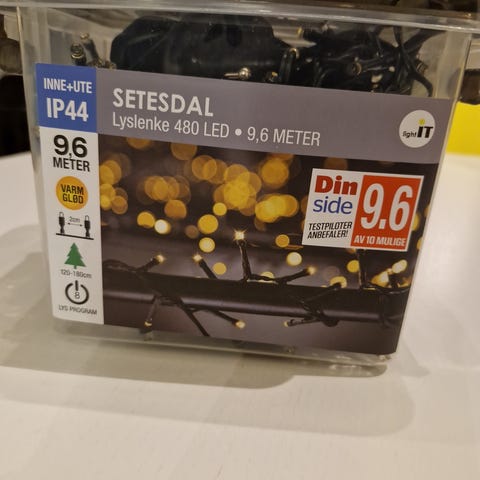 INNE+UTE
IP44
9,6
METER
VARM
GLØD
2cm
120-180cm
8
LYS PROGRAM
SETESDAL
Lyslenke 480 LED • 9,6 METER
light iT
Din
side
TESTPILOTER
ANBEFALER!
9.6
AV 10 MULIGE